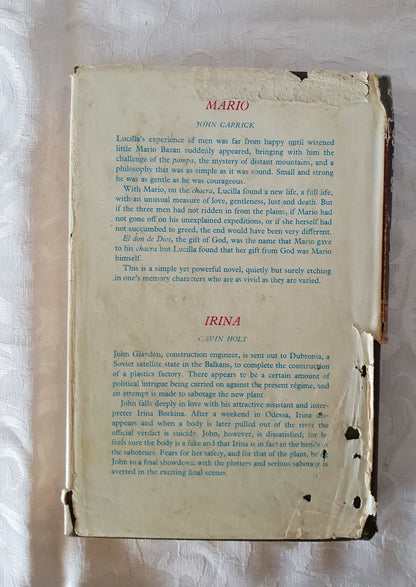 MARIO
JOHN CARRICK
Lucilla's experience of men was far from happy until wizened
little Mario Bazan suddenly appeared, bringing with him the
challenge of the pampa, the mystery of distant mountains, and a
philosophy that was as simple as it was sound. Small and strong
he was as gentle as he was courageous.
With Mario, on the chacra, Lucilla found a new life, a full life,
with an unusual measure of love, gentleness, lust and death. But
if the three men had not ridden in from the plains, if Mario had
not gone off on his unexplained expeditions, or if she herself had
not succumbed to greed, the end would have been very different.
El don de Dios, the gift of God, was the name that Mario gave
to his chacra but Lucilla found that her gift from God was Mario
himself.
This is a simple yet powerful novel, quietly but surely etching
in one's memory characters who are as vivid as they are varied.
IRINA
GAVIN HOLT
John Glayden, construction engineer, is sent out to Dubronia, a
Soviet satellite state in the Balkans, to complete the construction
of a plastics factory. There appears to be a certain amount of
political intrigue being carried on against the present régime, and
an attempt is made to sabotage the new plant.
John falls deeply in love with his attractive assistant and inter-
preter Irina Borkina. After a weekend in Odessa, Irina dis-
appears and when a body is later pulled out of the river the
official verdict is suicide. John, however, is dissatisfied, for he
feels sure the body is a fake and that Irina is in fact in the hands of
the saboteurs. Fears for her safety, and for that of the plant,
John to a final showdown with the plotters and serious sabotage is
averted in the exciting final scenes.